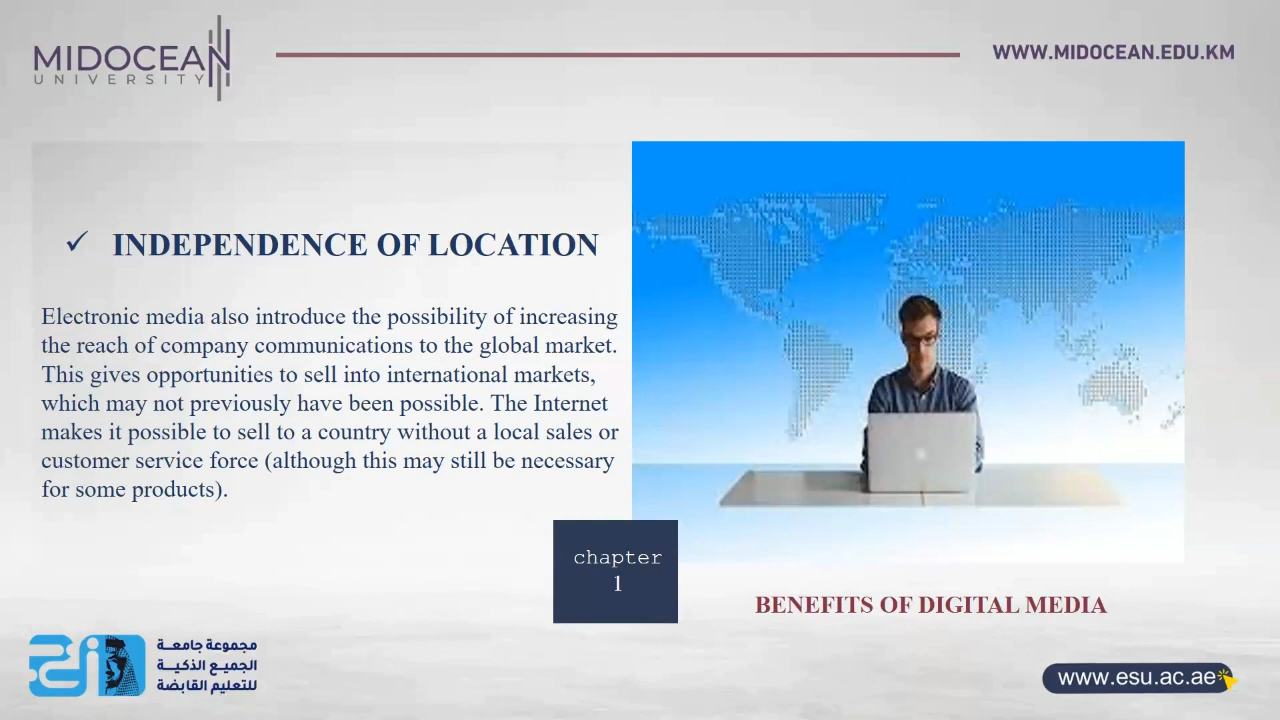 MIDOCEAN
UNIVERSITY
WWW.MIDOCEAN.EDU.KM
✓ INDEPENDENCE OF LOCATION
Electronic media also introduce the possibility of increasing
the reach of company communications to the global market.
This gives opportunities to sell into international markets,
which may not previously have been possible. The Internet
makes it possible to sell to a country without a local sales or
customer service force (although this may still be necessary
for some products).
chapter
1
BENEFITS OF DIGITAL MEDIA
مجموعة جامعة
الجميع الذكية
للتعليم القابضة
www.esu.ac.ae